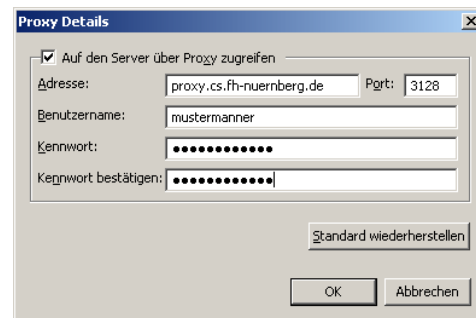 Proxy Details
Auf den Server über Proxy zugreifen
Adresse: proxy.cs.fh-nuernberg.de Port: 3128
Benutzername: mustermanner
Kennwort: ●●●●●●●●●●●●
Kennwort bestätigen: ●●●●●●●●●●●●
Standard wiederherstellen
OK Abbrechen